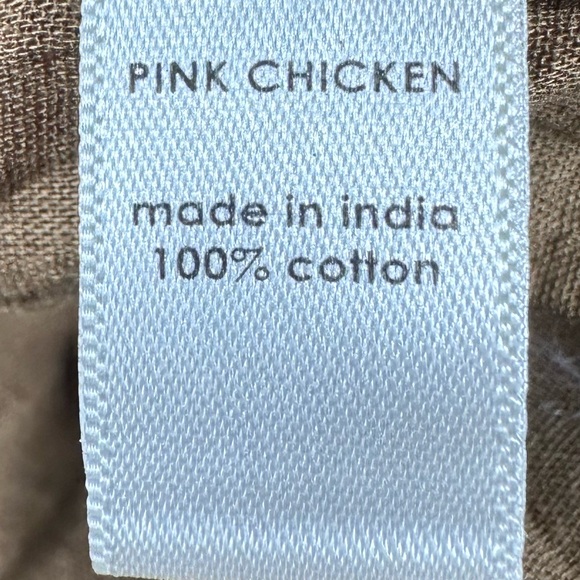 PINK CHICKEN
made in india
100% cotton